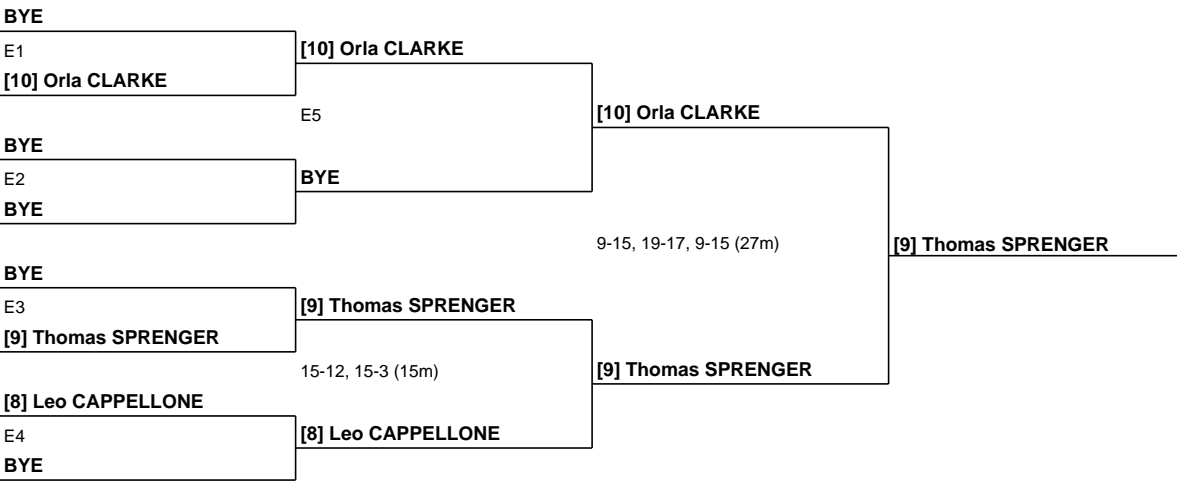 BYE
E1
[10] Orla CLARKE
[10] Orla CLARKE
E5
[10] Orla CLARKE
BYE
E2
BYE
BYE
9-15, 19-17, 9-15 (27m)
[9] Thomas SPRENGER
BYE
E3
[9] Thomas SPRENGER
[9] Thomas SPRENGER
15-12, 15-3 (15m)
[9] Thomas SPRENGER
[8] Leo CAPPELLONE
E4
[8] Leo CAPPELLONE
BYE